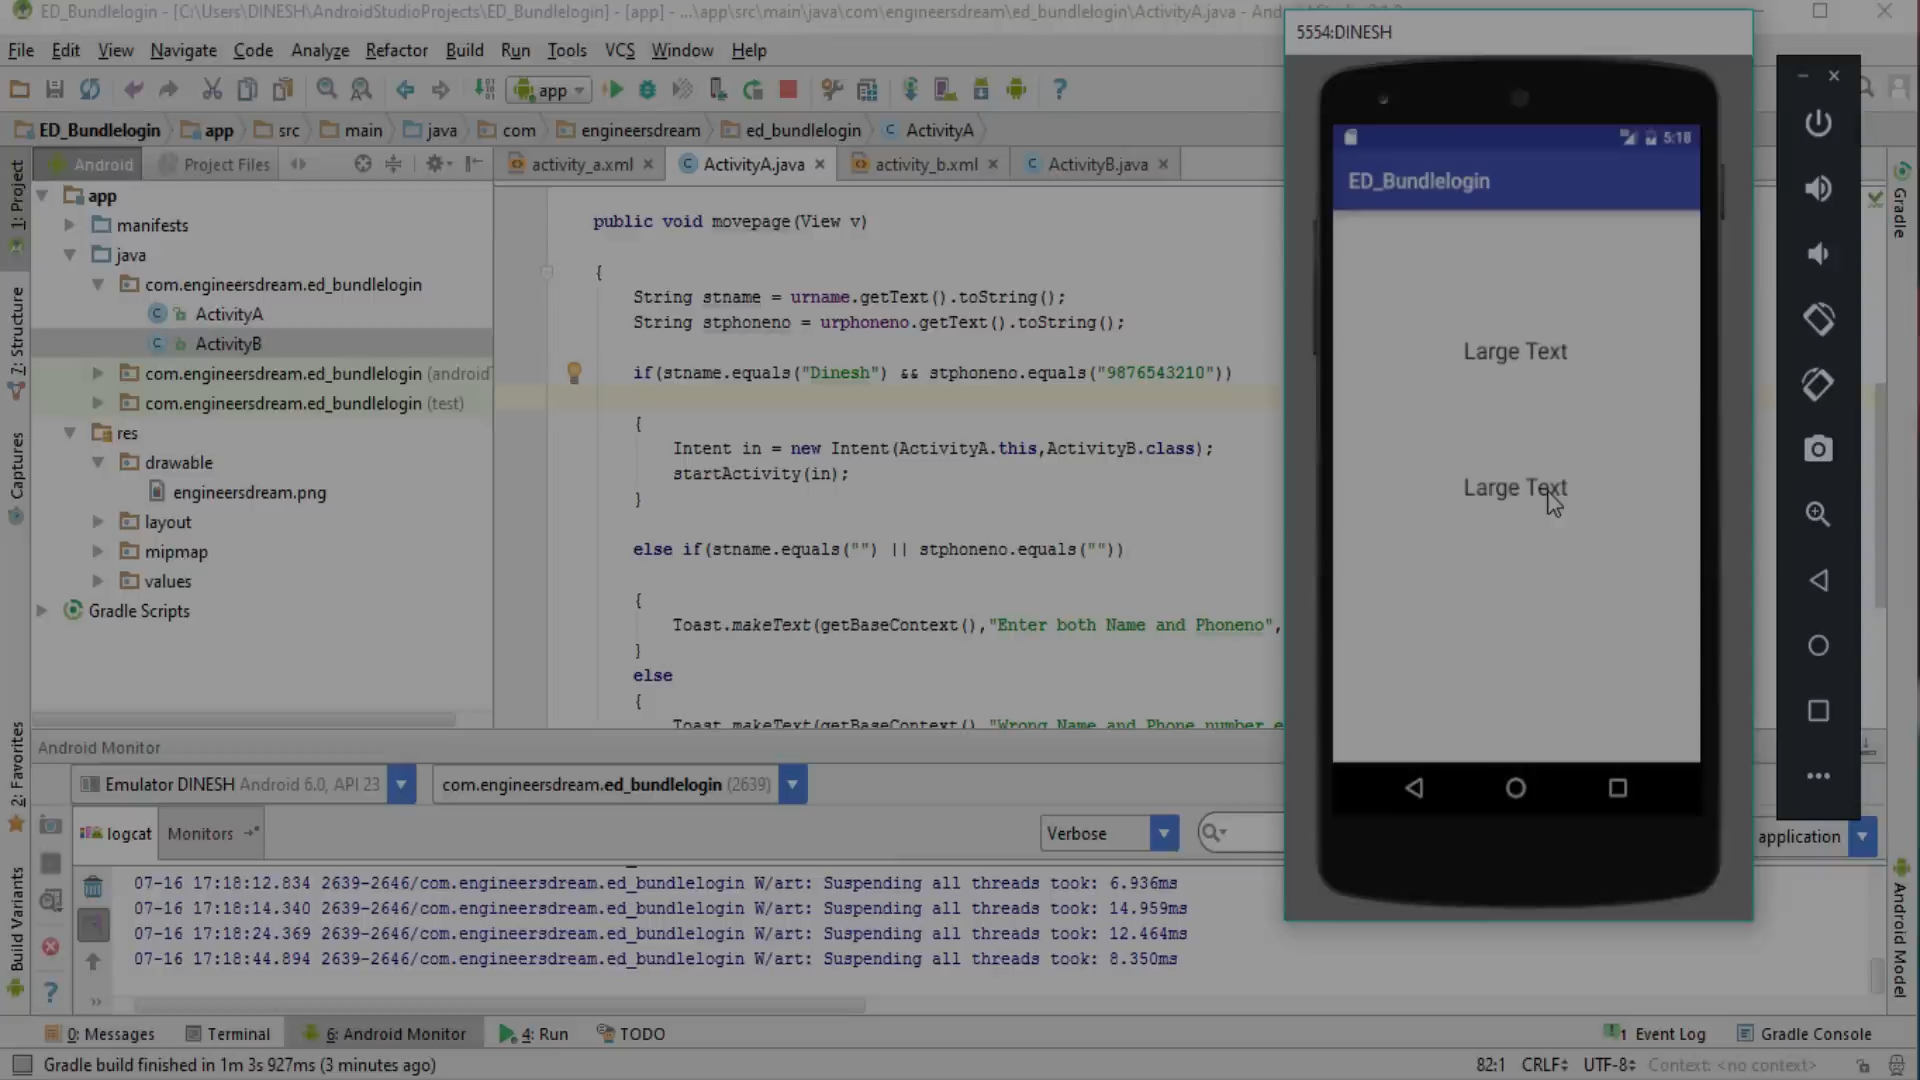 ED_Bundlelogin - [C:\Users\DINESH\AndroidStudioProjects\ED_Bundlelogin] - [app] - ...\app\src\main\java\com\engineersdream\ed_bundlelogin\ActivityA.java -
File Edit View Navigate Code Analyze Refactor Build Run Tools VCS Window Help
app
ED_Bundlelogin app src main java com engineersdream ed_bundlelogin ActivityA
Android Project Files
activity_a.xml ActivityA.java activity_b.xml ActivityB.java
1: Project
7: Structure
Captures
2: Favorites
Build Variants
app
manifests
java
com.engineersdream.ed_bundlelogin
ActivityA
ActivityB
com.engineersdream.ed_bundlelogin (android
com.engineersdream.ed_bundlelogin (test)
res
drawable
engineersdream.png
layout
mipmap
values
Gradle Scripts
public void movepage(View v)
{
String stname = urname.getText().toString();
String stphoneno = urphoneno.getText().toString();
if(stname.equals("Dinesh") && stphoneno.equals("9876543210"))
{
Intent in = new Intent(ActivityA.this,ActivityB.class);
startActivity(in);
}
else if(stname.equals("") || stphoneno.equals(""))
{
Toast.makeText(getBaseContext(),"Enter both Name and Phoneno",
}
else
{
Toast.makeText(getBaseContext(),"Wrong Name and Phone number e
5554:DINESH
5:18
ED_Bundlelogin
Large Text
Large Text
Gradle
Android Model
Android Monitor
Emulator DINESH Android 6.0, API 23
com.engineersdream.ed_bundlelogin (2639)
logcat Monitors
Verbose
application
07-16 17:18:12.834 2639-2646/com.engineersdream.ed_bundlelogin W/art: Suspending all threads took: 6.936ms
07-16 17:18:14.340 2639-2646/com.engineersdream.ed_bundlelogin W/art: Suspending all threads took: 14.959ms
07-16 17:18:24.369 2639-2646/com.engineersdream.ed_bundlelogin W/art: Suspending all threads took: 12.464ms
07-16 17:18:44.894 2639-2646/com.engineersdream.ed_bundlelogin W/art: Suspending all threads took: 8.350ms
0: Messages Terminal 6: Android Monitor 4: Run TODO
1 Event Log Gradle Console
Gradle build finished in 1m 3s 927ms (3 minutes ago)
82:1 CRLF UTF-8 Context: <no context>